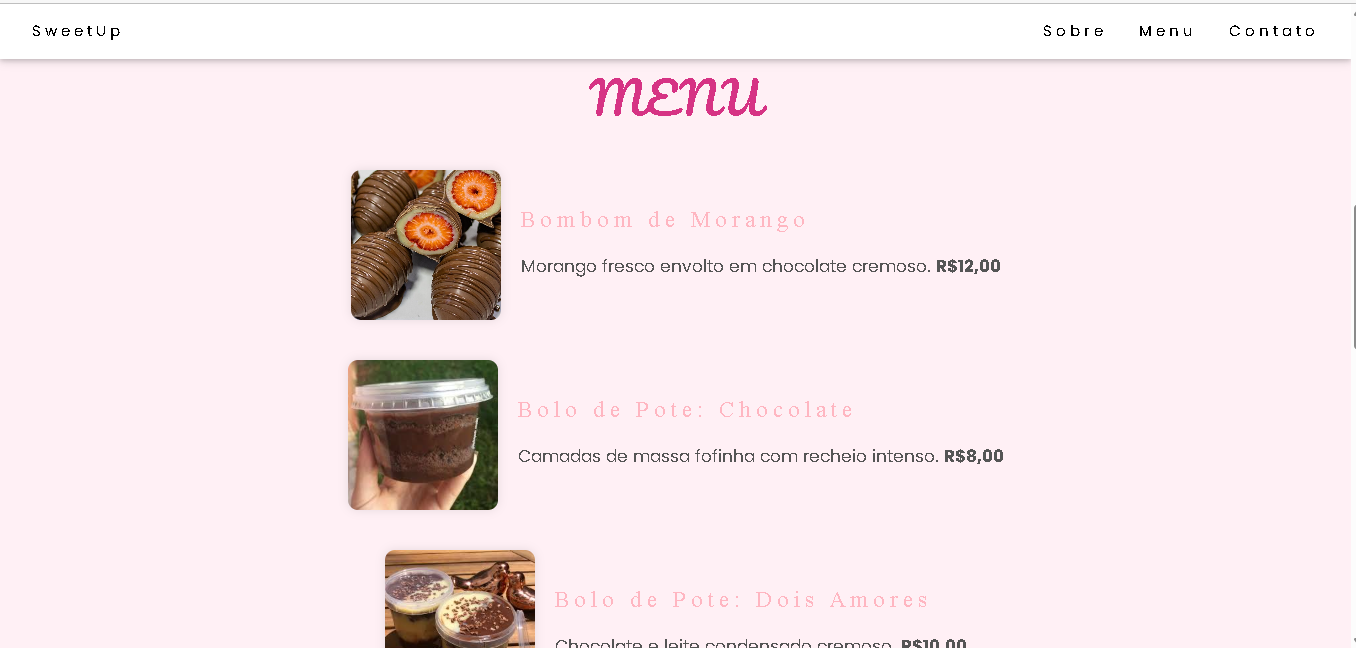 SweetUp
Sobre Menu Contato
MENU
Bombom de Morango
Morango fresco envolto em chocolate cremoso. R$12,00
Bolo de Pote: Chocolate
Camadas de massa fofinha com recheio intenso. R$8,00
Bolo de Pote: Dois Amores
Chocolate e leite condensado cremoso. R$10,00